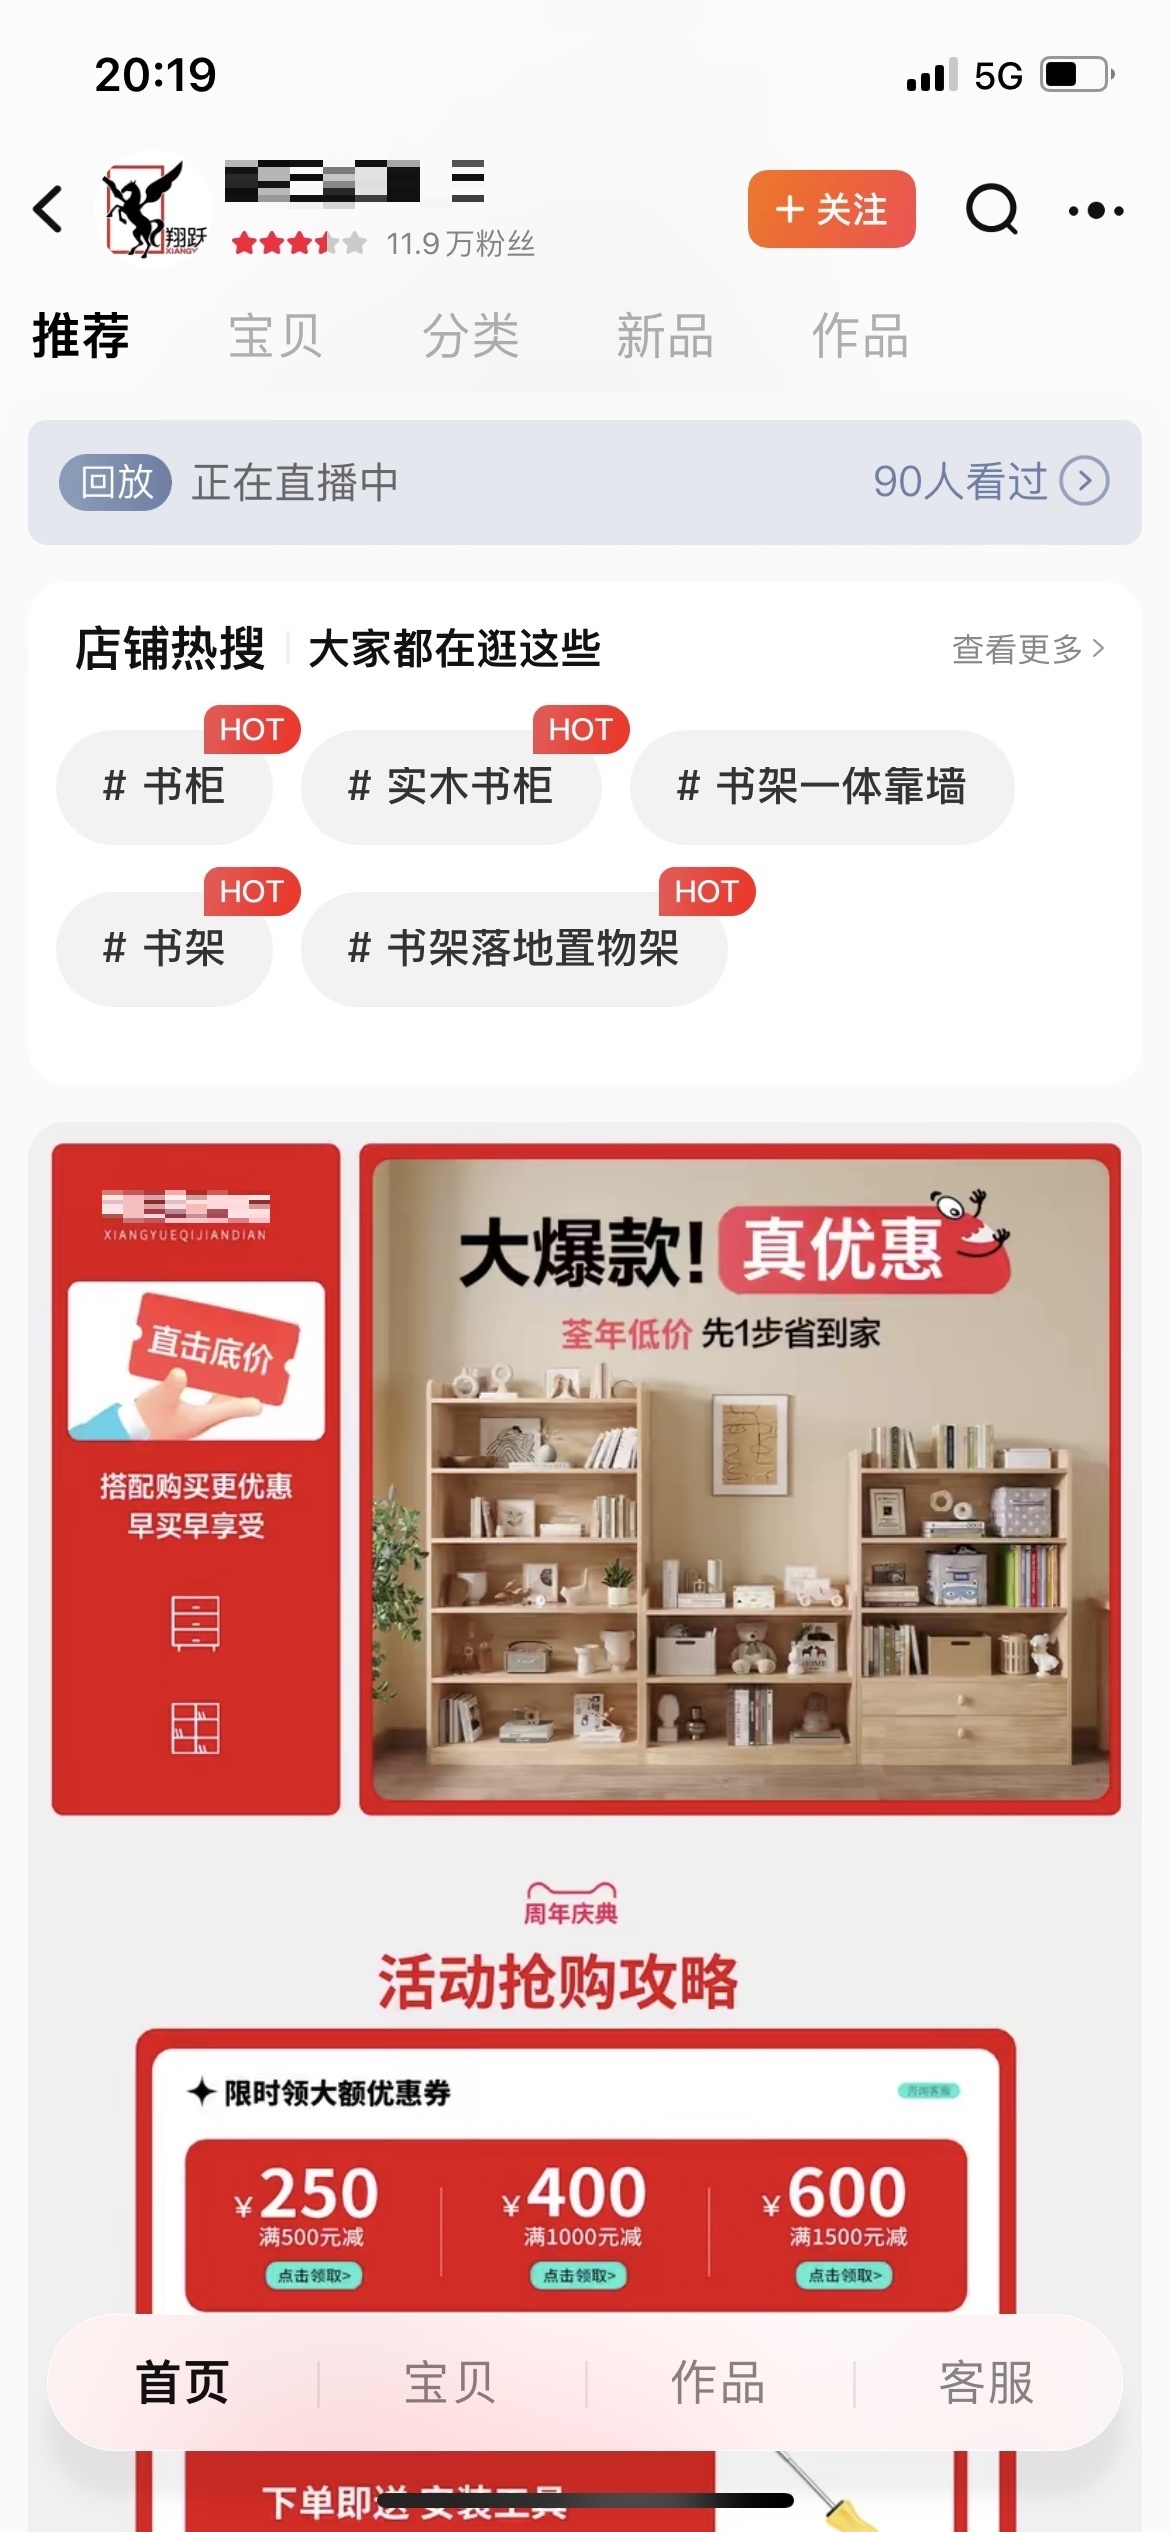 20:19
5G
翔跃
XIANGY
11.9万粉丝
+ 关注
推荐 宝贝 分类 新品 作品
回放 正在直播中 90人看过
店铺热搜 大家都在逛这些 查看更多 >
HOT HOT
# 书柜 # 实木书柜 # 书架一体靠墙
HOT HOT
# 书架 # 书架落地置物架
XIANGYUEQIJIANDIAN
直击底价
搭配购买更优惠
早买早享受
大爆款! 真优惠
荃年低价 先1步省到家
HOME
周年庆典
活动抢购攻略
限时领大额优惠券 咨询客服
¥250 ¥400 ¥600
满500元减 满1000元减 满1500元减
点击领取> 点击领取> 点击领取>
首页 宝贝 作品 客服
下单即送 安装工具